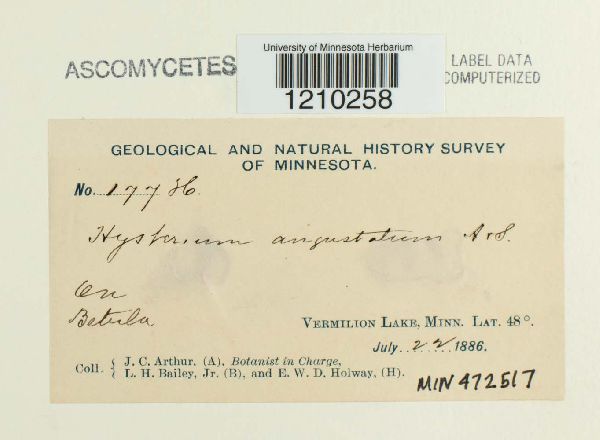 ASCOMYCETES
University of Minnesota Herbarium
1210258
LABEL DATA
COMPUTERIZED
GEOLOGICAL AND NATURAL HISTORY SURVEY
OF MINNESOTA.
No. 177 H.
Hysterium angustatum A&S.
On
Betula
VERMILION LAKE, MINN. LAT. 48°.
July 22 1886.
Coll. { J. C. Arthur, (A), Botanist in Charge,
L. H. Bailey, Jr. (B), and E. W. D. Holway, (H).
MIN 472517